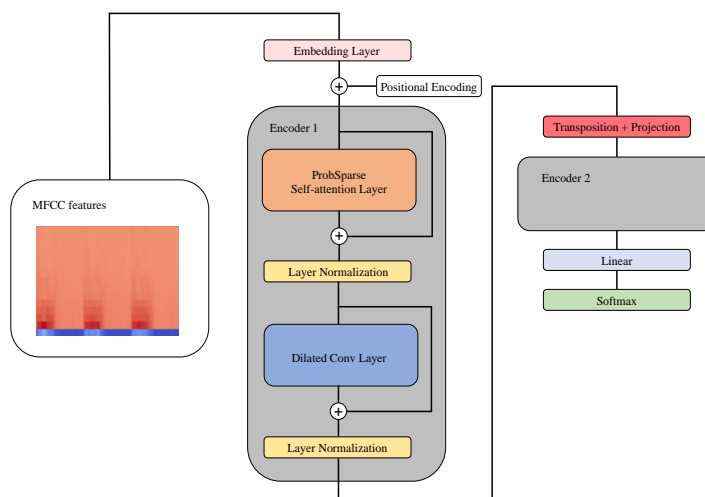 Embedding Layer
Positional Encoding
Encoder 1
ProbSparse
Self-attention Layer
Layer Normalization
Dilated Conv Layer
Layer Normalization
MFCC features
Transposition + Projection
Encoder 2
Linear
Softmax